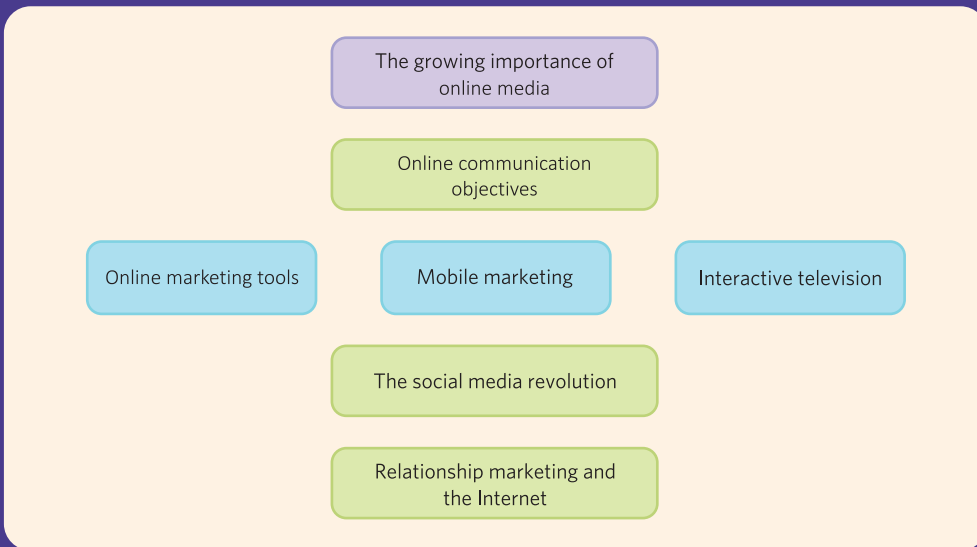 The growing importance of
online media
Online communication
objectives
Online marketing tools
Mobile marketing
Interactive television
The social media revolution
Relationship marketing and
the Internet